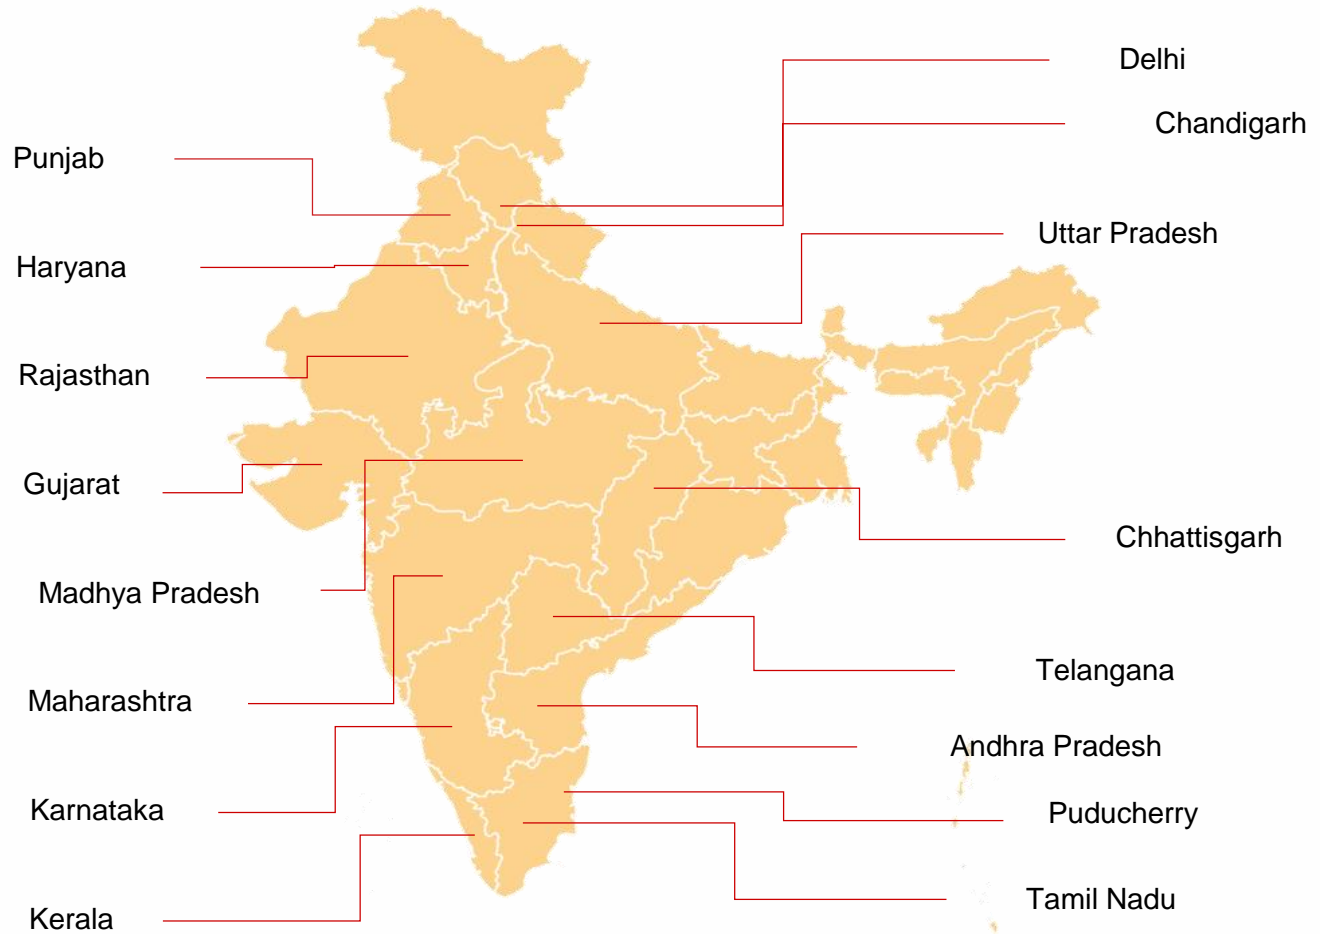 Delhi
Chandigarh
Punjab
Uttar Pradesh
Haryana
Rajasthan
Gujarat
Chhattisgarh
Madhya Pradesh
Telangana
Maharashtra
Andhra Pradesh
Karnataka
Puducherry
Tamil Nadu
Kerala